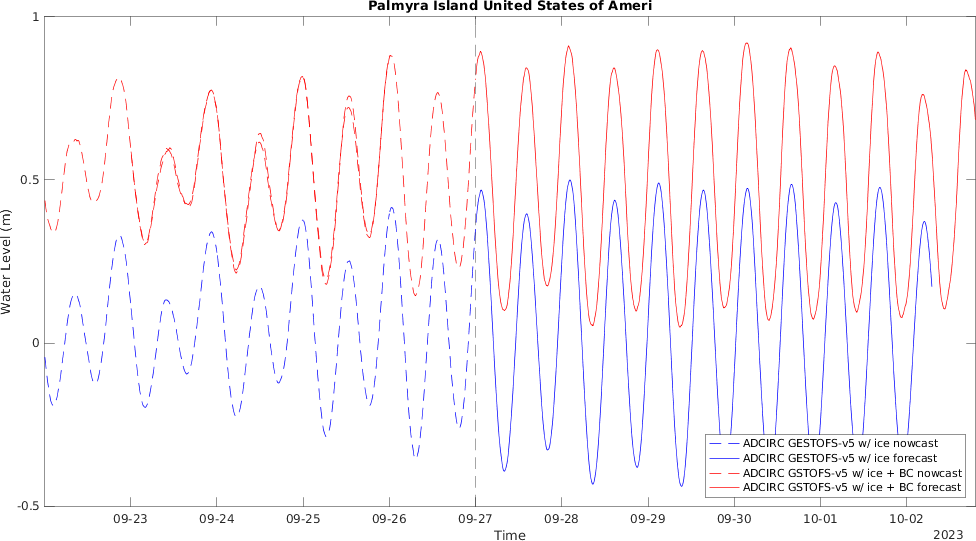 Palmyra Island United States of Ameri
1
0.5
0
-0.5
Water Level (m)
ADCIRC GESTOFS-v5 w/ ice nowcast
ADCIRC GESTOFS-v5 w/ ice forecast
ADCIRC GSTOFS-v5 w/ ice + BC nowcast
ADCIRC GSTOFS-v5 w/ ice + BC forecast
09-23 09-24 09-25 09-26 09-27 09-28 09-29 09-30 10-01 10-02
Time
2023